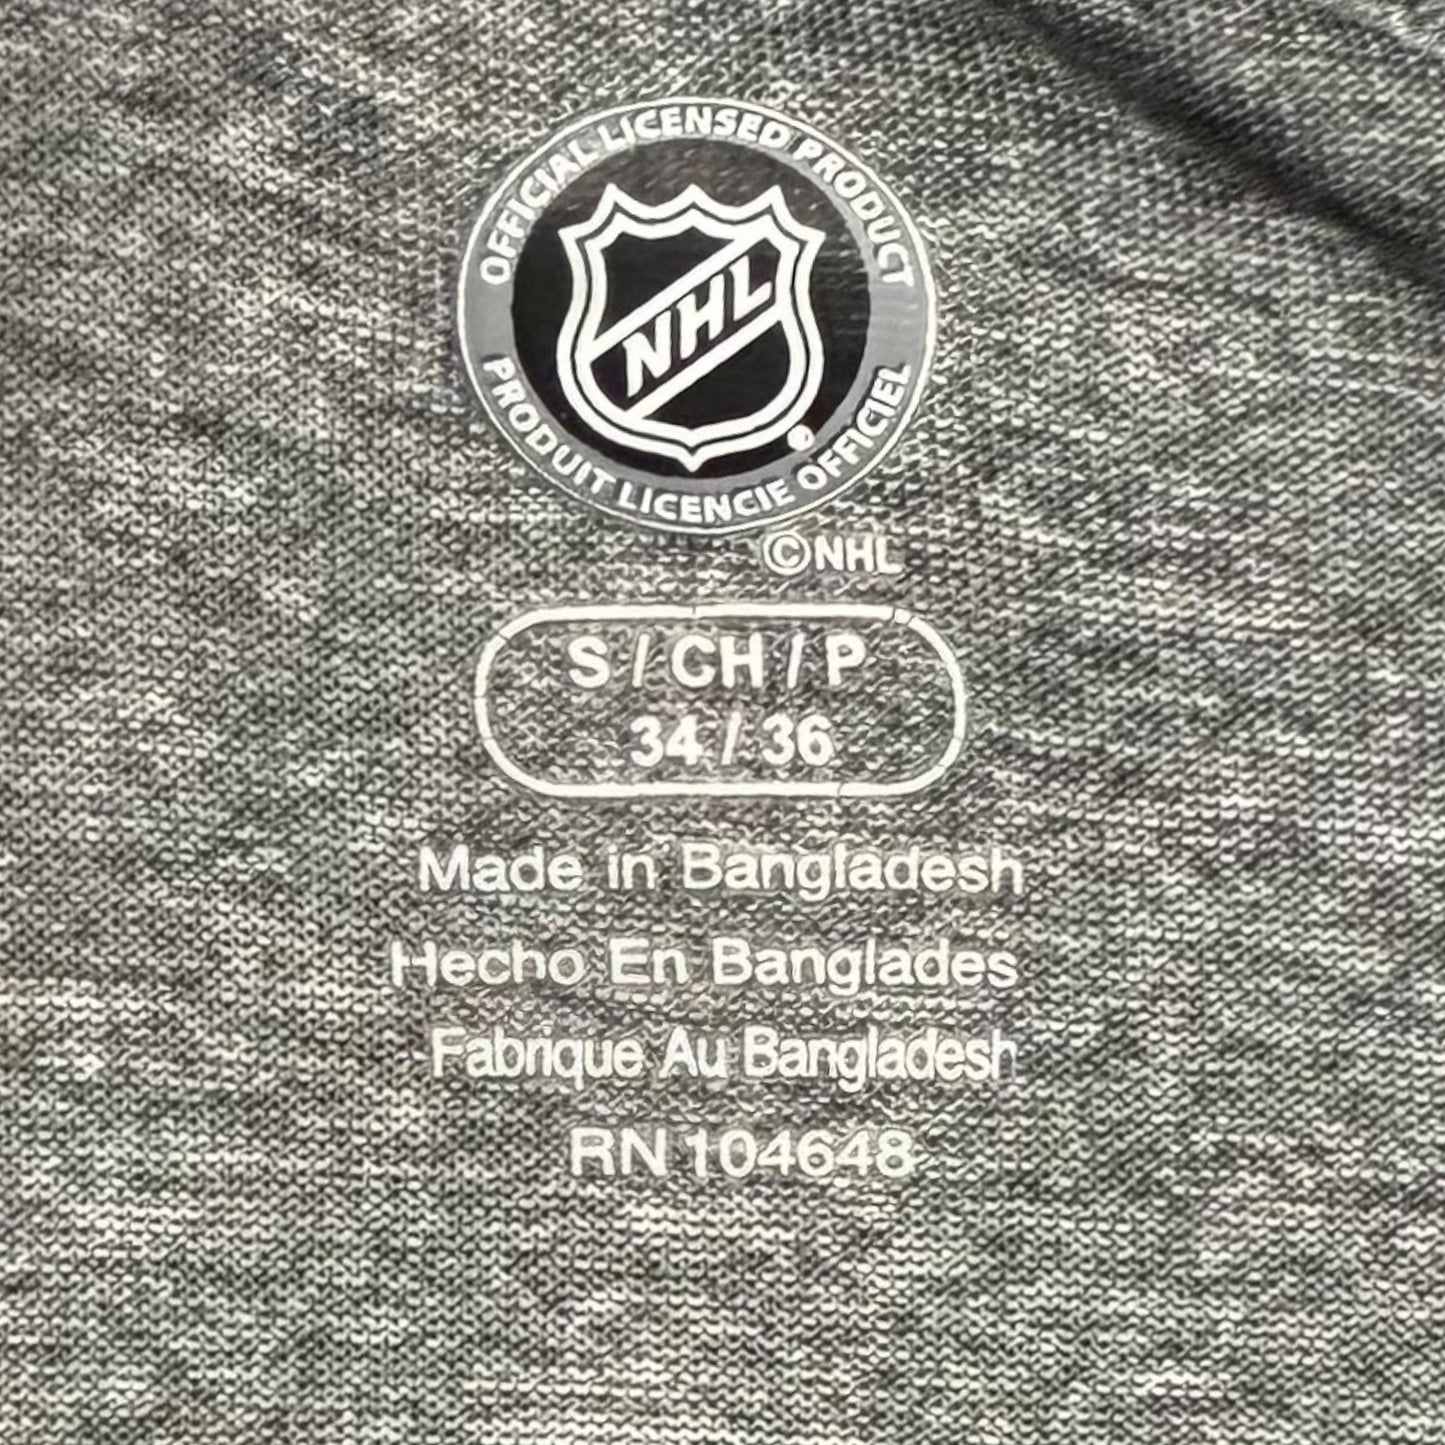 OFFICIAL LICENSED PRODUCT
NHL
PRODUIT LICENCIE OFFICIEL
©NHL
S / CH / P
34 / 36
Made in Bangladesh
Hecho En Banglades
Fabrique Au Bangladesh
RN 104648